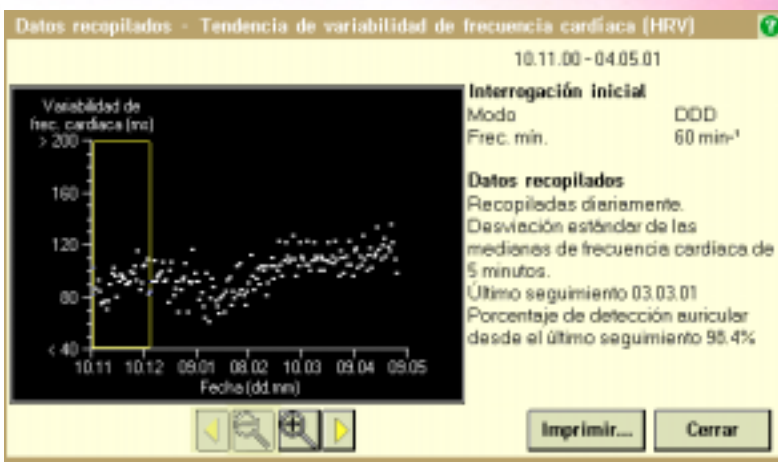 Datos recopilados - Tendencia de variabilidad de frecuencia cardíaca (HRV)
?
10.11.00 - 04.05.01
Variabilidad de
frec. cardiaca (ms)
> 200
160
120
80
< 40
10.11 10.12 09.01 08.02 10.03 09.04 09.05
Fecha (dd.mm)
Interrogación inicial
Modo DDD
Frec. mín. 60 min-¹
Datos recopilados
Recopiladas diariamente.
Desviación estándar de las
medianas de frecuencia cardíaca de
5 minutos.
Último seguimiento 03.03.01
Porcentaje de detección auricular
desde el último seguimiento 98.4%
Imprimir...
Cerrar